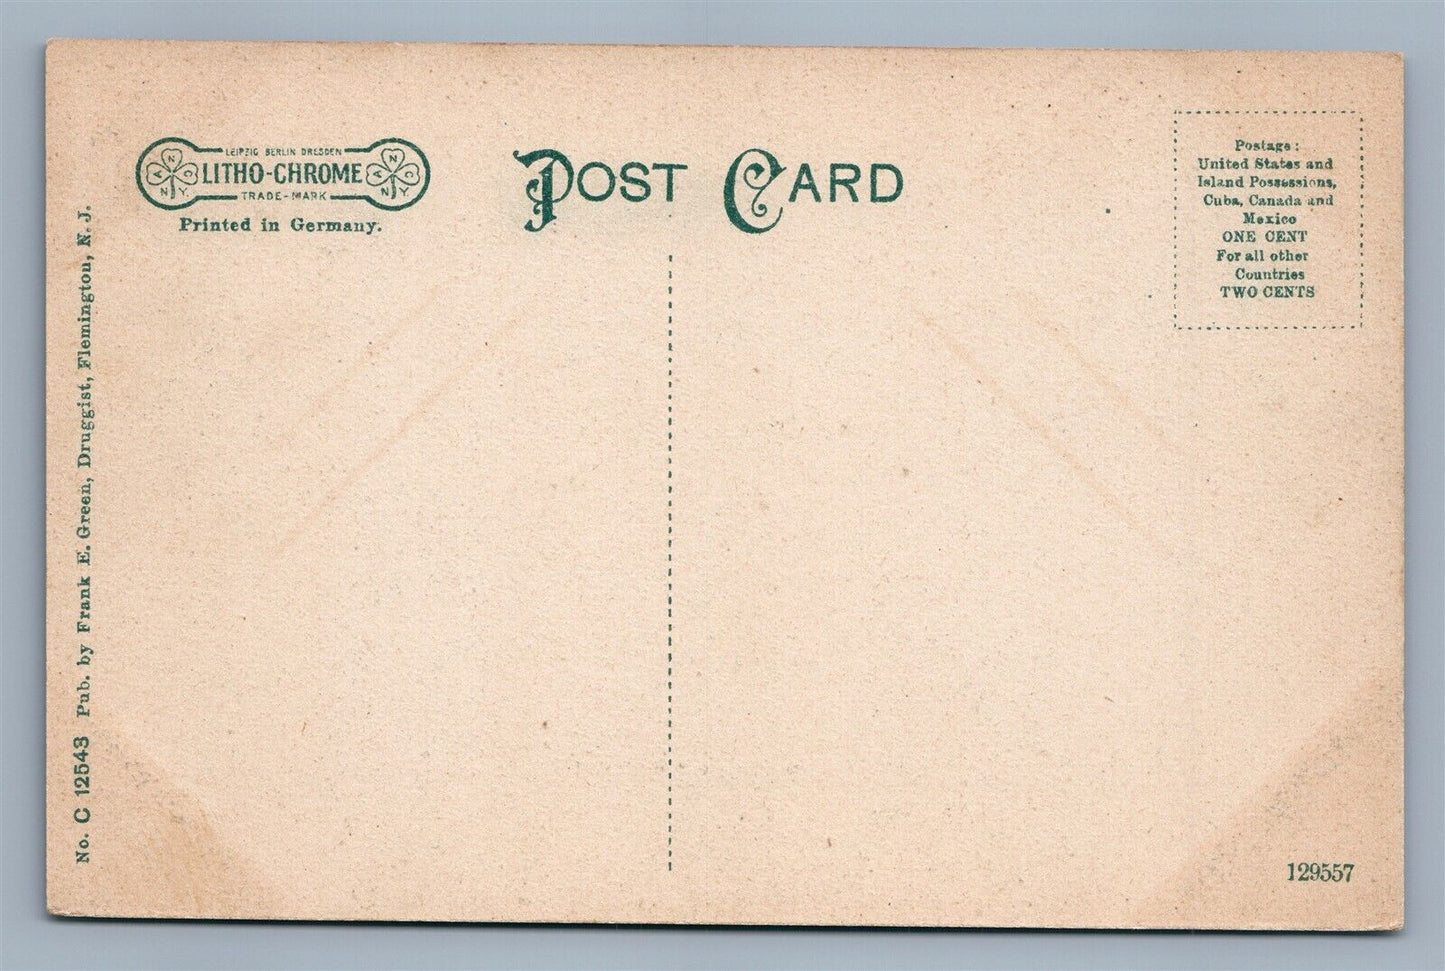 LEIPZIG BERLIN DRESDEN
LITHO-CHROME
TRADE-MARK
N
A O
N Y.
N
A O
N Y.
Printed in Germany.
POST CARD
Postage:
United States and
Island Possessions,
Cuba, Canada and
Mexico
ONE CENT
For all other
Countries
TWO CENTS
No. C 12543 Pub. by Frank E. Green, Druggist, Flemington, N. J.
129557